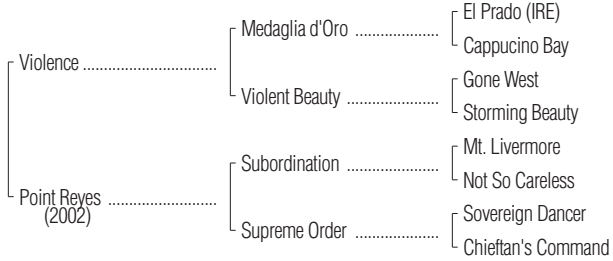 El Prado (IRE)
Medaglia d'Oro ....................
Cappucino Bay
Violence ................................
Gone West
Violent Beauty ......................
Storming Beauty
Mt. Livermore
Subordination ......................
Not So Careless
Point Reyes ..........................
(2002)
Sovereign Dancer
Supreme Order ....................
Chieftan's Command